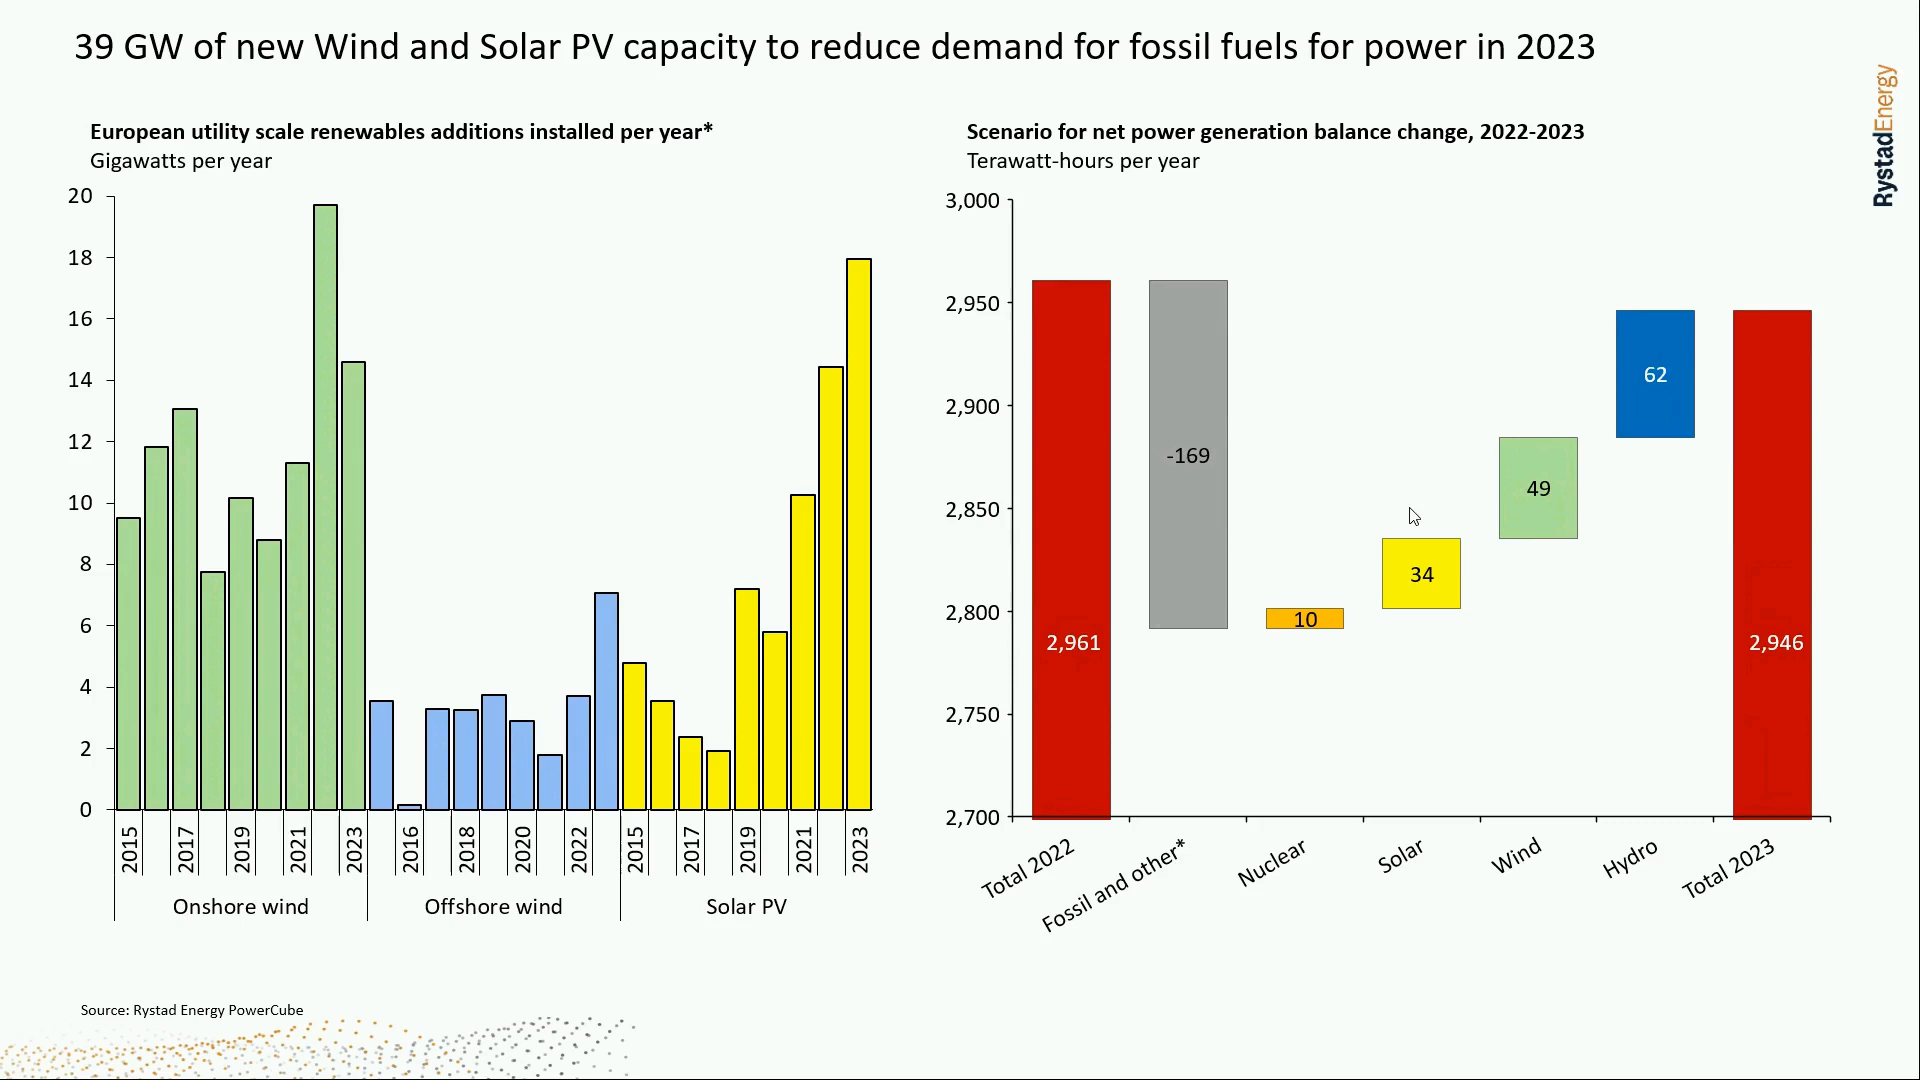 39 GW of new Wind and Solar PV capacity to reduce demand for fossil fuels for power in 2023
RystadEnergy
European utility scale renewables additions installed per year*
Gigawatts per year
20
18
16
14
12
10
8
6
4
2
0
2015
2017
2019
2021
2023
2016
2018
2020
2022
2015
2017
2019
2021
2023
Onshore wind
Offshore wind
Solar PV
Scenario for net power generation balance change, 2022-2023
Terawatt-hours per year
3,000
2,950
2,900
2,850
2,800
2,750
2,700
2,961
-169
10
34
49
62
2,946
Total 2022
Fossil and other*
Nuclear
Solar
Wind
Hydro
Total 2023
Source: Rystad Energy PowerCube